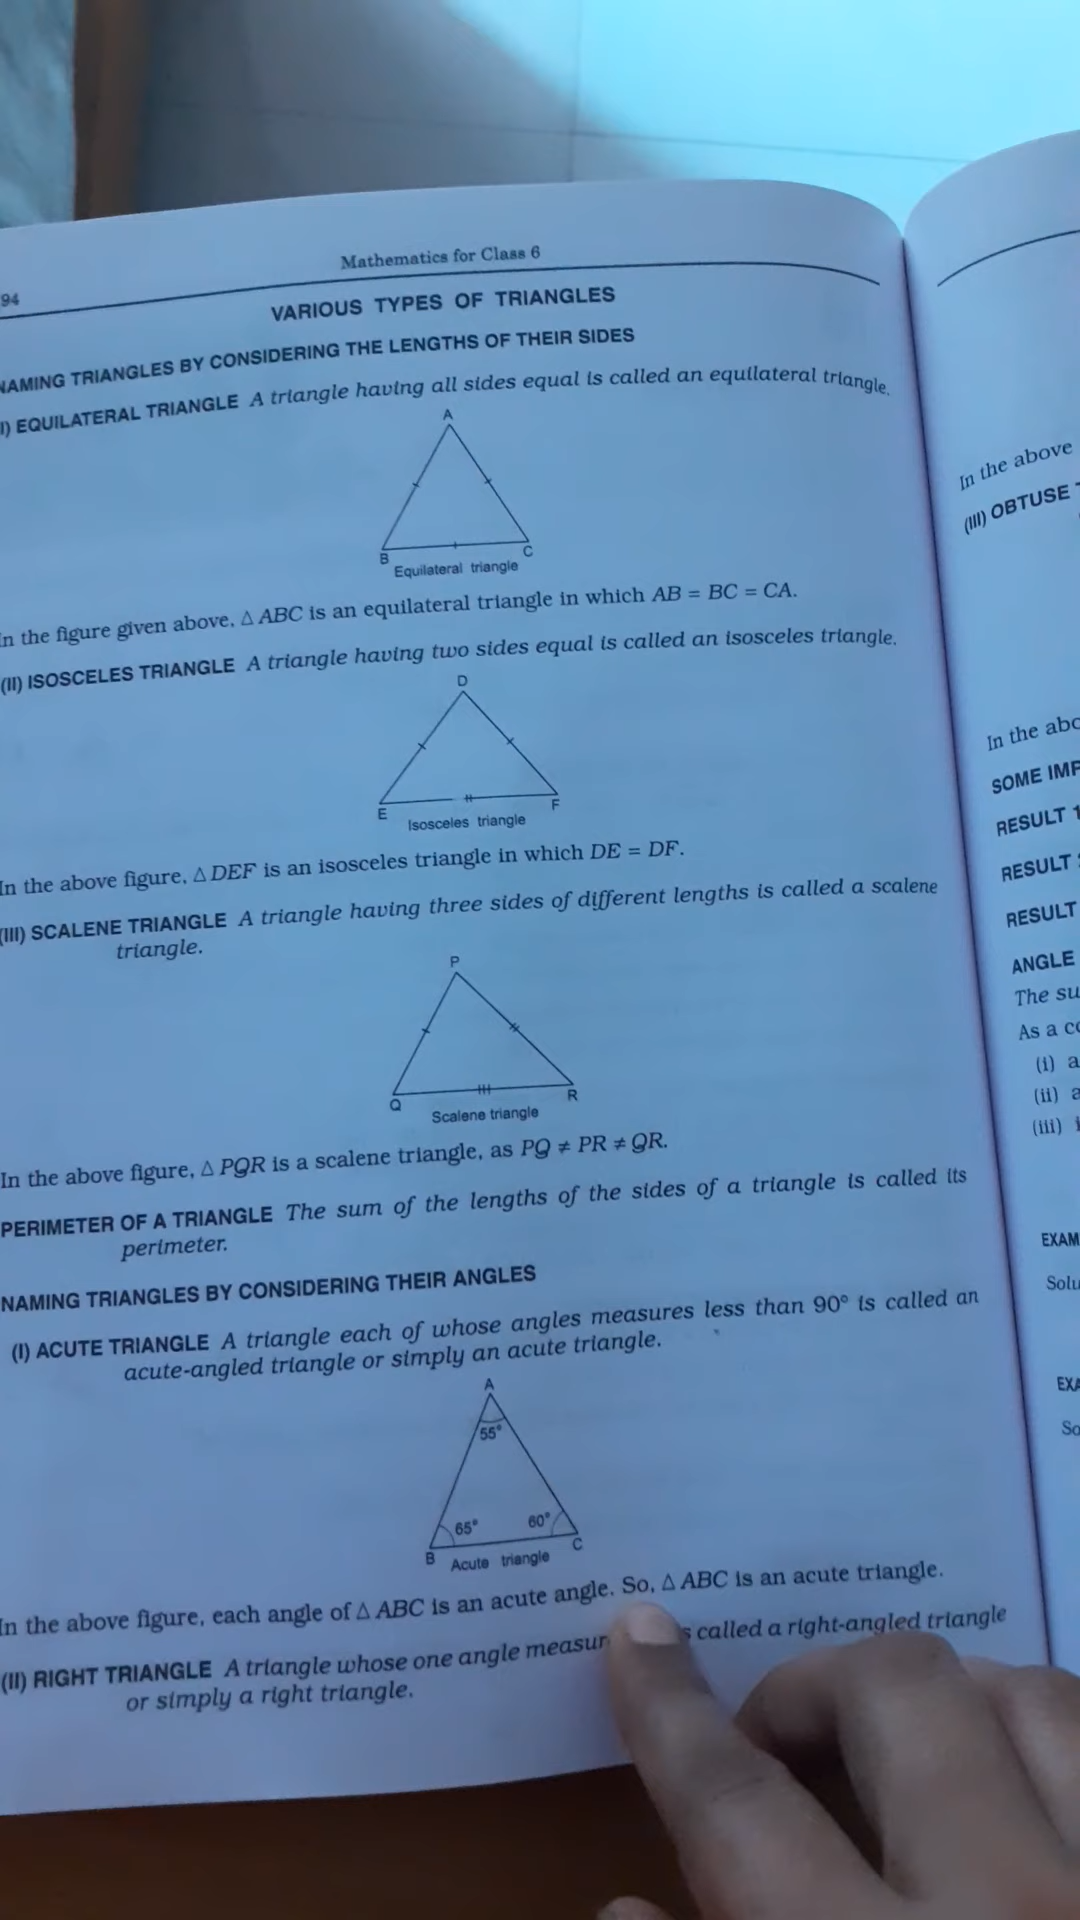 94
Mathematics for Class 6
VARIOUS TYPES OF TRIANGLES
NAMING TRIANGLES BY CONSIDERING THE LENGTHS OF THEIR SIDES
I) EQUILATERAL TRIANGLE A triangle having all sides equal is called an equilateral triangle.
A
B
C
Equilateral triangle
In the figure given above, △ ABC is an equilateral triangle in which AB = BC = CA.
(II) ISOSCELES TRIANGLE A triangle having two sides equal is called an isosceles triangle.
D
E
F
Isosceles triangle
In the above figure, △ DEF is an isosceles triangle in which DE = DF.
(III) SCALENE TRIANGLE A triangle having three sides of different lengths is called a scalene
triangle.
P
Q
R
Scalene triangle
In the above figure, △ PQR is a scalene triangle, as PQ ≠ PR ≠ QR.
PERIMETER OF A TRIANGLE The sum of the lengths of the sides of a triangle is called its
perimeter.
NAMING TRIANGLES BY CONSIDERING THEIR ANGLES
(I) ACUTE TRIANGLE A triangle each of whose angles measures less than 90° is called an
acute-angled triangle or simply an acute triangle.
A
55°
65° 60°
B
C
Acute triangle
In the above figure, each angle of △ ABC is an acute angle. So, △ ABC is an acute triangle.
(II) RIGHT TRIANGLE A triangle whose one angle called a right-angled triangle
or simply a right triangle.
In the above
(III) OBTUSE
In the
SOME
RESULT 1
RESULT
RESULT
ANGLE
The
As a
(i)
(ii)
(iii)